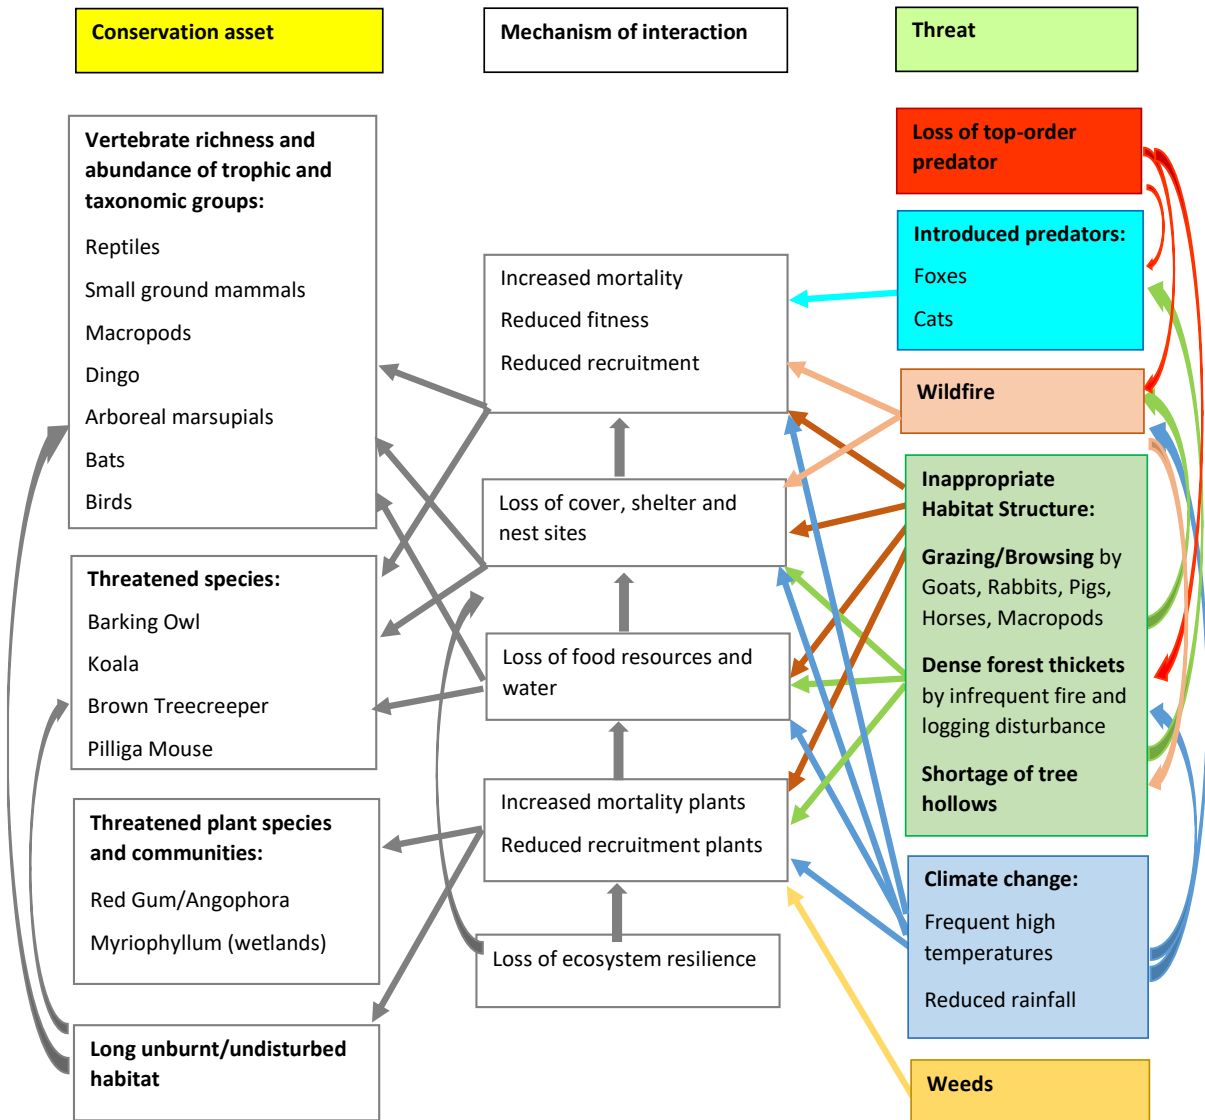 Conservation asset
Mechanism of interaction
Threat
Vertebrate richness and
abundance of trophic and
taxonomic groups:
Reptiles
Small ground mammals
Macropods
Dingo
Arboreal marsupials
Bats
Birds
Threatened species:
Barking Owl
Koala
Brown Treecreeper
Pilliga Mouse
Threatened plant species
and communities:
Red Gum/Angophora
Myriophyllum (wetlands)
Long unburnt/undisturbed
habitat
Increased mortality
Reduced fitness
Reduced recruitment
Loss of cover, shelter and
nest sites
Loss of food resources and
water
Increased mortality plants
Reduced recruitment plants
Loss of ecosystem resilience
Loss of top-order
predator
Introduced predators:
Foxes
Cats
Wildfire
Inappropriate
Habitat Structure:
Grazing/Browsing by
Goats, Rabbits, Pigs,
Horses, Macropods
Dense forest thickets
by infrequent fire and
logging disturbance
Shortage of tree
hollows
Climate change:
Frequent high
temperatures
Reduced rainfall
Weeds